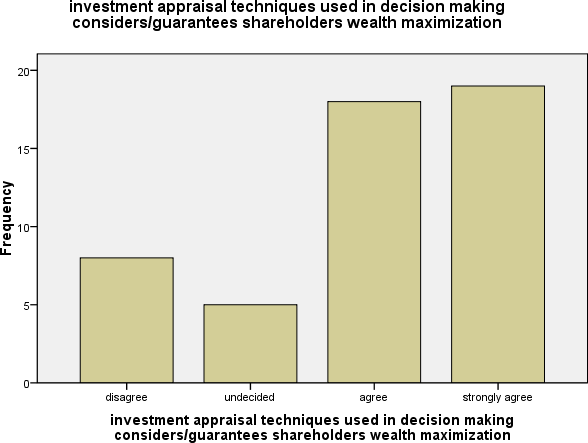 investment appraisal techniques used in decision making
considers/guarantees shareholders wealth maximization
20
15
10
5
0
Frequency
disagree
undecided
agree
strongly agree
investment appraisal techniques used in decision making
considers/guarantees shareholders wealth maximization